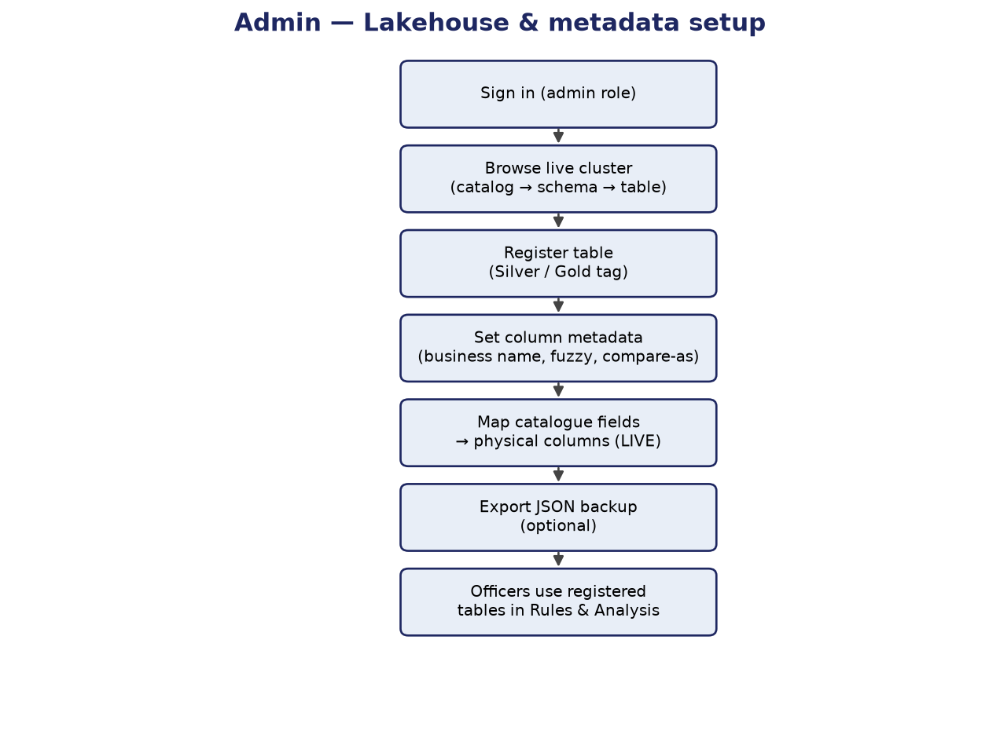 Admin — Lakehouse & metadata setup
Sign in (admin role)
Browse live cluster
(catalog → schema → table)
Register table
(Silver / Gold tag)
Set column metadata
(business name, fuzzy, compare-as)
Map catalogue fields
→ physical columns (LIVE)
Export JSON backup
(optional)
Officers use registered
tables in Rules & Analysis